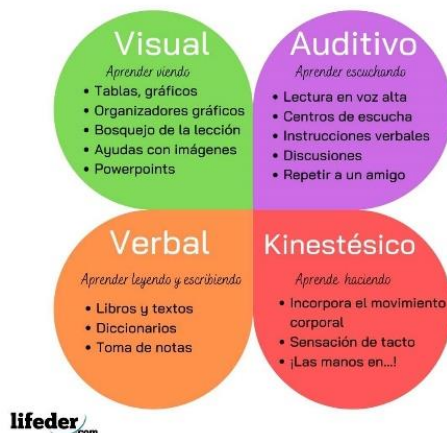 Visual
Aprender viendo
• Tablas, gráficos
• Organizadores gráficos
• Bosquejo de la lección
• Ayudas con imágenes
• Powerpoints
Auditivo
Aprender escuchando
• Lectura en voz alta
• Centros de escucha
• Instrucciones verbales
• Discusiones
• Repetir a un amigo
Verbal
Aprender leyendo y escribiendo
• Libros y textos
• Diccionarios
• Toma de notas
Kinestésico
Aprende haciendo
• Incorpora el movimiento
corporal
• Sensación de tacto
• ¡Las manos en...!
lifeder
.com